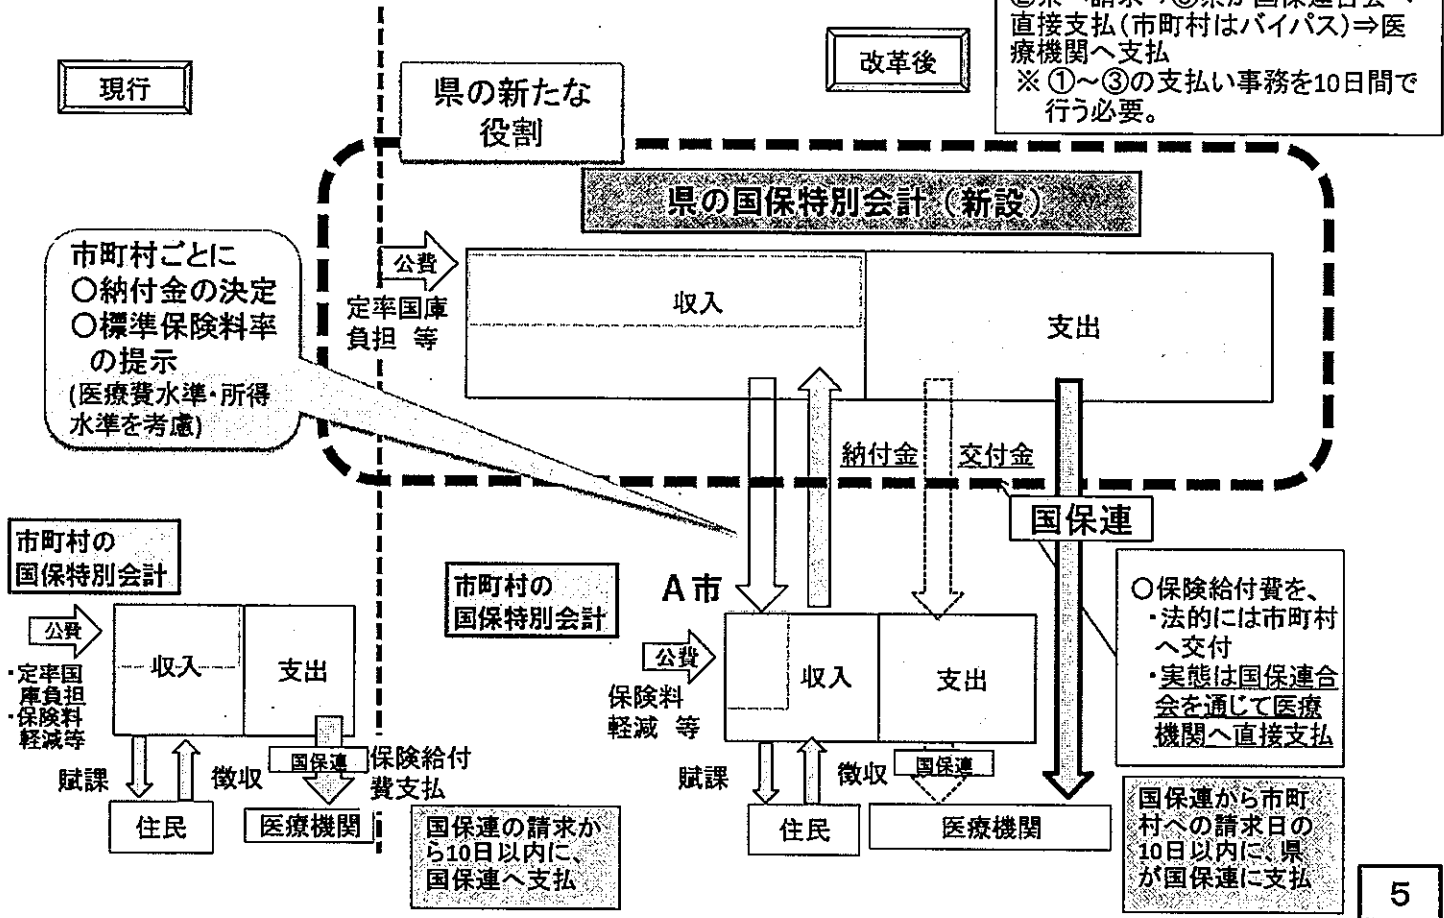 直接支払(市町村はバイパス)⇒医
療機関へ支払
※ ①～③の支払い事務を10日間で
行う必要。
現行
改革後
県の新たな
役割
県の国保特別会計（新設）
市町村ごとに
○納付金の決定
○標準保険料率
の提示
(医療費水準・所得
水準を考慮)
公費
定率国庫
負担 等
収入
支出
納付金
交付金
国保連
市町村の
国保特別会計
公費
・定率国
庫負担
・保険料
軽減等
収入
支出
賦課
徴収
国保連
保険給付
費支払
住民
医療機関
国保連の請求か
ら10日以内に、
国保連へ支払
市町村の
国保特別会計
A市
公費
保険料
軽減 等
収入
支出
賦課
徴収
国保連
住民
医療機関
○保険給付費を、
・法的には市町村
へ交付
・実態は国保連合
会を通じて医療
機関へ直接支払
国保連から市町
村への請求日の
10日以内に、県
が国保連に支払
5